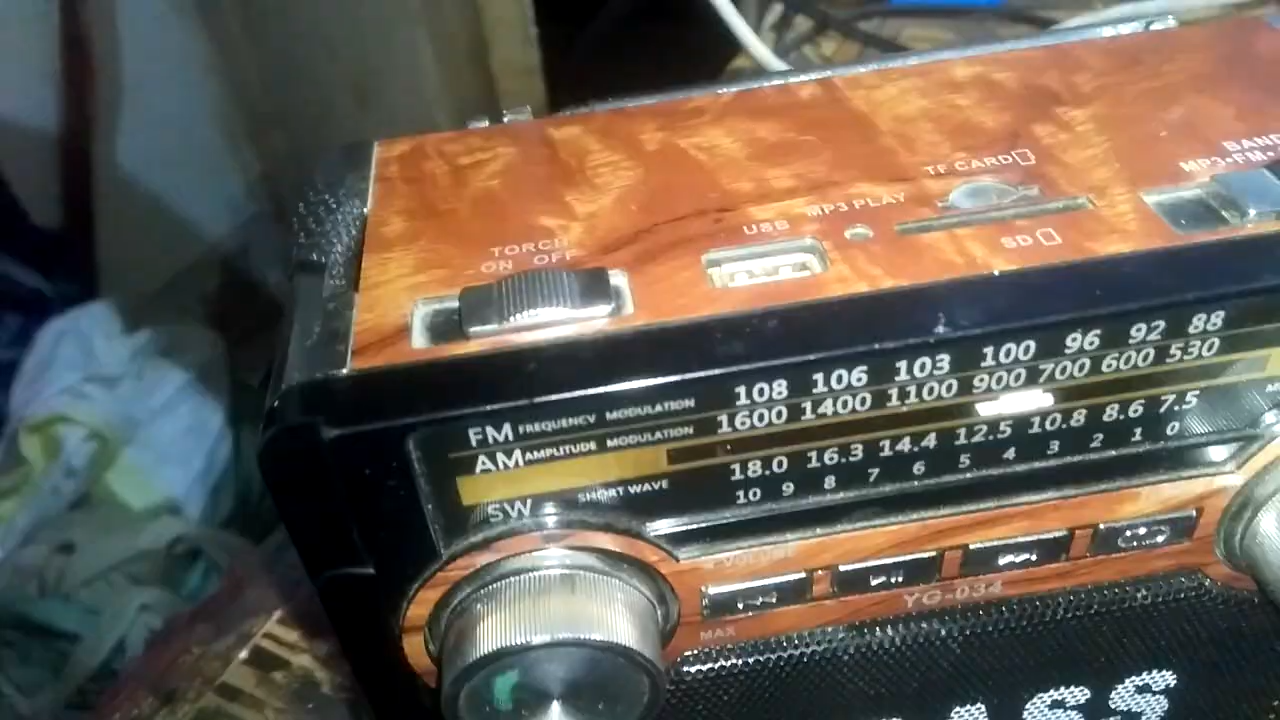 BAND
MP3•FM•
TF CARD
MP3 PLAY
USB
SD
TORCH
ON OFF
FM FREQUENCY MODULATION 108 106 103 100 96 92 88
AM AMPLITUDE MODULATION 1600 1400 1100 900 700 600 530
SW SHORT WAVE 18.0 16.3 14.4 12.5 10.8 8.6 7.5
10 9 8 7 6 5 4 3 2 1 0
YG-034
MAX